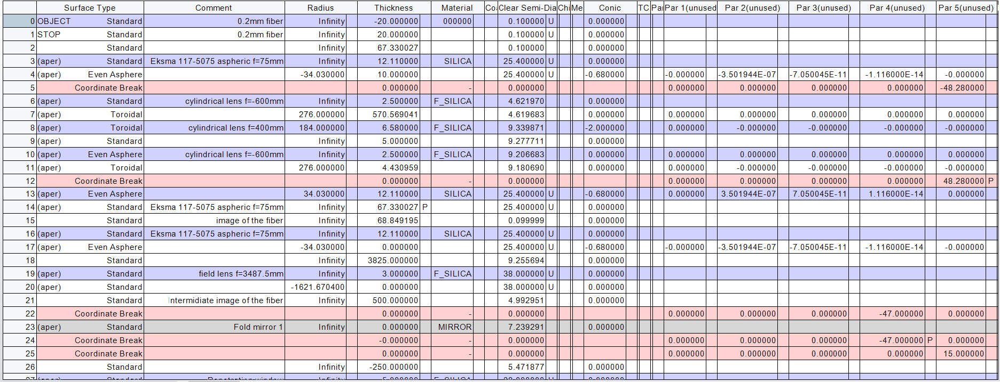 Surface Type Comment Radius Thickness Material Co Clear Semi-Dia Chi Me Conic TC Pa Par 1(unused Par 2(unused) Par 3(unused) Par 4(unused) Par 5(unused)
0 OBJECT Standard 0.2mm fiber Infinity -20.000000 000000 0.100000 U 0.000000
1 STOP Standard 0.2mm fiber Infinity 20.000000 0.100000 U 0.000000
2 Standard Infinity 67.330027 0.100000 0.000000
3 (aper) Standard Eksma 117-5075 aspheric f=75mm Infinity 12.110000 SILICA 25.400000 U 0.000000
4 (aper) Even Asphere -34.030000 10.000000 25.400000 U -0.680000 -0.000000 -3.501944E-07 -7.050045E-11 -1.116000E-14 -0.000000
5 Coordinate Break 0.000000 - 0.000000 0.000000 0.000000 0.000000 0.000000 -48.280000
6 (aper) Standard cylindrical lens f=-600mm Infinity 2.500000 F_SILICA 4.621970 0.000000
7 (aper) Toroidal 276.000000 570.569041 4.619683 0.000000 0.000000 0.000000 0.000000 0.000000 0.000000
8 (aper) Toroidal cylindrical lens f=400mm 184.000000 6.580000 F_SILICA 9.339871 -2.000000 0.000000 -0.000000 -0.000000 -0.000000 -0.000000
9 (aper) Standard Infinity 5.000000 9.277711 0.000000
10 (aper) Even Asphere cylindrical lens f=-600mm Infinity 2.500000 F_SILICA 9.206683 0.000000 0.000000 0.000000 0.000000 0.000000 0.000000
11 (aper) Toroidal 276.000000 4.430959 9.180690 0.000000 0.000000 -0.000000 -0.000000 -0.000000 -0.000000
12 Coordinate Break 0.000000 - 0.000000 0.000000 0.000000 0.000000 0.000000 48.280000 P
13 (aper) Even Asphere 34.030000 12.110000 SILICA 25.400000 U -0.680000 0.000000 3.501944E-07 7.050045E-11 1.116000E-14 0.000000
14 (aper) Standard Eksma 117-5075 aspheric f=75mm Infinity 67.330027 P 25.400000 U 0.000000
15 Standard image of the fiber Infinity 68.849195 0.099999 0.000000
16 (aper) Standard Eksma 117-5075 aspheric f=75mm Infinity 12.110000 SILICA 25.400000 U 0.000000
17 (aper) Even Asphere -34.030000 0.000000 25.400000 U -0.680000 -0.000000 -3.501944E-07 -7.050045E-11 -1.116000E-14 -0.000000
18 Standard Infinity 3825.000000 9.255694 0.000000
19 (aper) Standard field lens f=3487.5mm Infinity 3.000000 F_SILICA 38.000000 U 0.000000
20 (aper) Standard -1621.670400 0.000000 38.000000 U 0.000000
21 Standard Intermidiate image of the fiber Infinity 500.000000 4.992951 0.000000
22 Coordinate Break 0.000000 - 0.000000 0.000000 0.000000 0.000000 -47.000000 0.000000
23 (aper) Standard Fold mirror 1 Infinity 0.000000 MIRROR 7.239291 0.000000
24 Coordinate Break -0.000000 - 0.000000 0.000000 0.000000 0.000000 -47.000000 P 0.000000
25 Coordinate Break 0.000000 - 0.000000 0.000000 0.000000 0.000000 0.000000 15.000000
26 Standard Infinity -250.000000 5.471877 0.000000